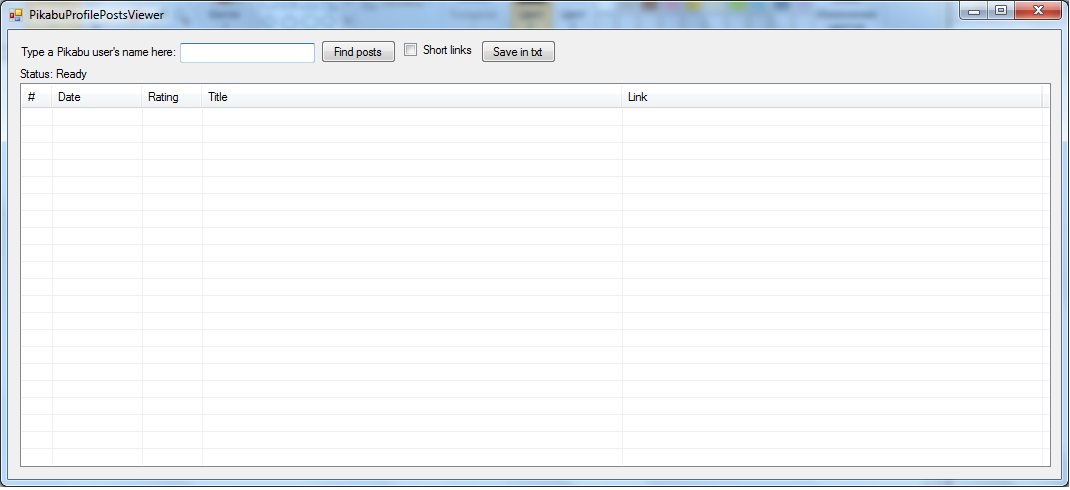 PikabuProfilePostsViewer
Type a Pikabu user's name here: Find posts Short links Save in txt
Status: Ready
# Date Rating Title Link